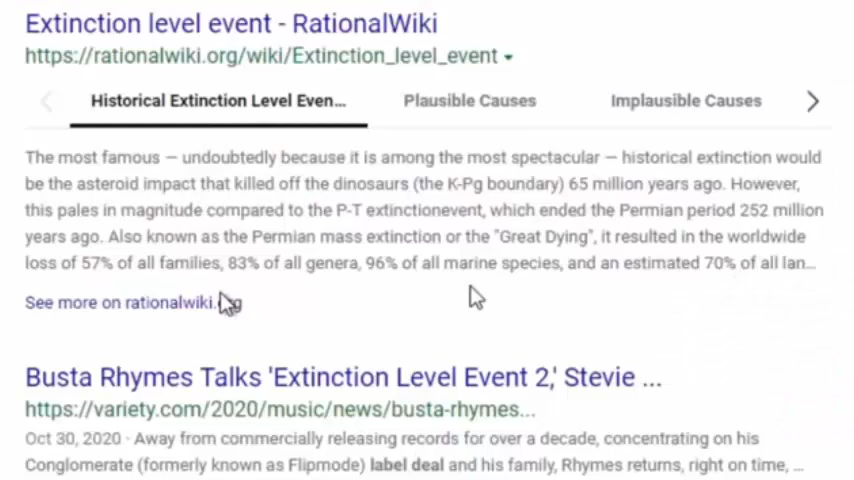 Extinction level event - RationalWiki
https://rationalwiki.org/wiki/Extinction_level_event
Historical Extinction Level Even... Plausible Causes Implausible Causes
The most famous — undoubtedly because it is among the most spectacular — historical extinction would
be the asteroid impact that killed off the dinosaurs (the K-Pg boundary) 65 million years ago. However,
this pales in magnitude compared to the P-T extinctionevent, which ended the Permian period 252 million
years ago. Also known as the Permian mass extinction or the "Great Dying", it resulted in the worldwide
loss of 57% of all families, 83% of all genera, 96% of all marine species, and an estimated 70% of all lan...
See more on rationalwiki.org
Busta Rhymes Talks 'Extinction Level Event 2,' Stevie ...
https://variety.com/2020/music/news/busta-rhymes...
Oct 30, 2020 · Away from commercially releasing records for over a decade, concentrating on his
Conglomerate (formerly known as Flipmode) label deal and his family, Rhymes returns, right on time, ...